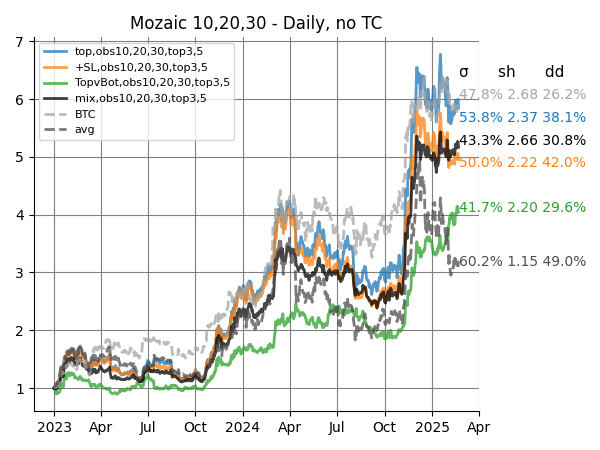 Mozaic 10,20,30 - Daily, no TC
7
6
5
4
3
2
1
top,obs10,20,30,top3,5
+SL,obs10,20,30,top3,5
TopvBot,obs10,20,30,top3,5
mix,obs10,20,30,top3,5
BTC
avg
σ sh dd
47.8% 2.68 26.2%
53.8% 2.37 38.1%
43.3% 2.66 30.8%
50.0% 2.22 42.0%
41.7% 2.20 29.6%
60.2% 1.15 49.0%
2023 Apr Jul Oct 2024 Apr Jul Oct 2025 Apr